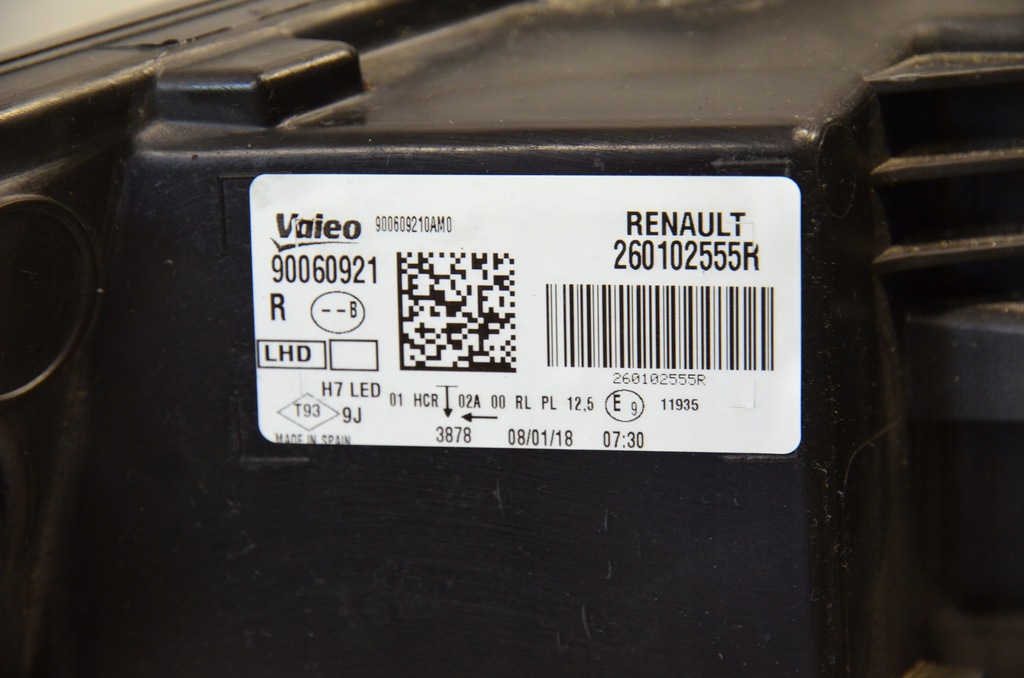 Valeo 900609210AM0
90060921
R --B
LHD
RENAULT
260102555R
260102555R
H7 LED
T93 9J
01 HCR 02A 00 RL PL 12,5 E9 11935
MADE IN SPAIN 3878 08/01/18 07:30